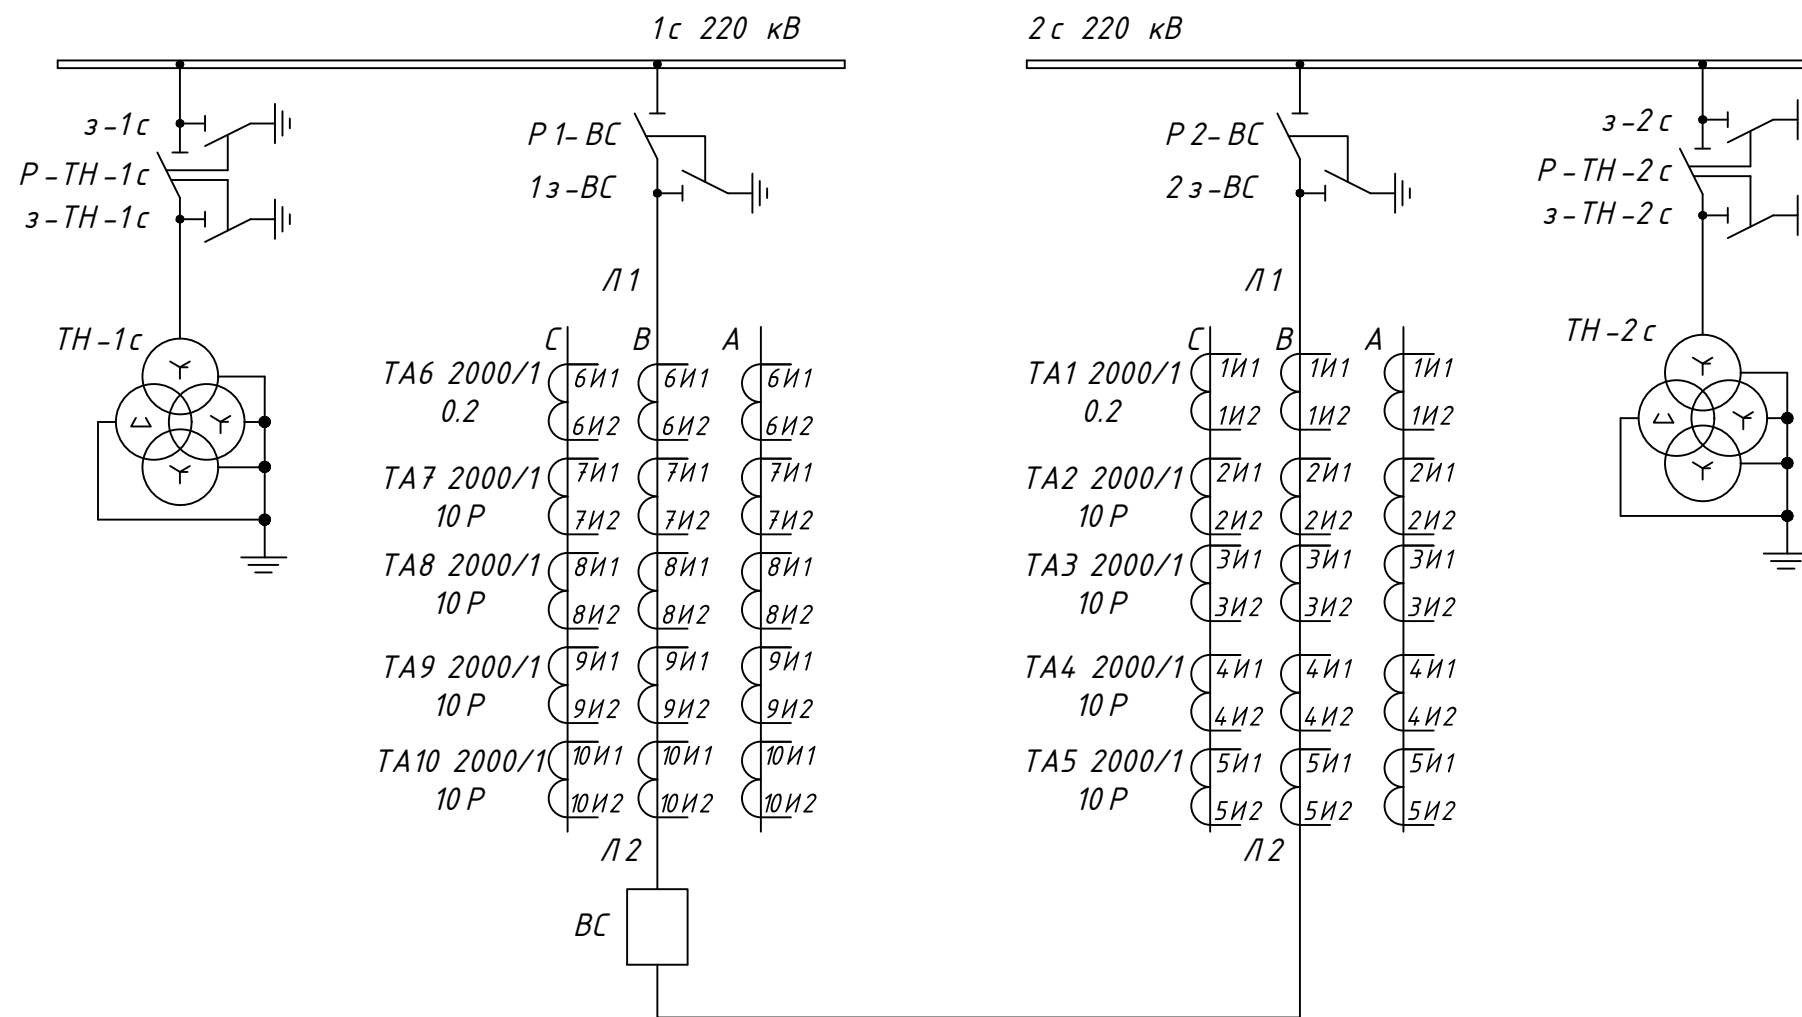 1с 220 кВ
2с 220 кВ
з-1с
Р-ТН-1с
з-ТН-1с
ТН-1с
Р1-ВС
1з-ВС
Л1
С В А
ТА6 2000/1 6И1 6И1 6И1
0.2 6И2 6И2 6И2
ТА7 2000/1 7И1 7И1 7И1
10Р 7И2 7И2 7И2
ТА8 2000/1 8И1 8И1 8И1
10Р 8И2 8И2 8И2
ТА9 2000/1 9И1 9И1 9И1
10Р 9И2 9И2 9И2
ТА10 2000/1 10И1 10И1 10И1
10Р 10И2 10И2 10И2
Л2
ВС
Р2-ВС
2з-ВС
Л1
С В А
ТА1 2000/1 1И1 1И1 1И1
0.2 1И2 1И2 1И2
ТА2 2000/1 2И1 2И1 2И1
10Р 2И2 2И2 2И2
ТА3 2000/1 3И1 3И1 3И1
10Р 3И2 3И2 3И2
ТА4 2000/1 4И1 4И1 4И1
10Р 4И2 4И2 4И2
ТА5 2000/1 5И1 5И1 5И1
10Р 5И2 5И2 5И2
Л2
з-2с
Р-ТН-2с
з-ТН-2с
ТН-2с